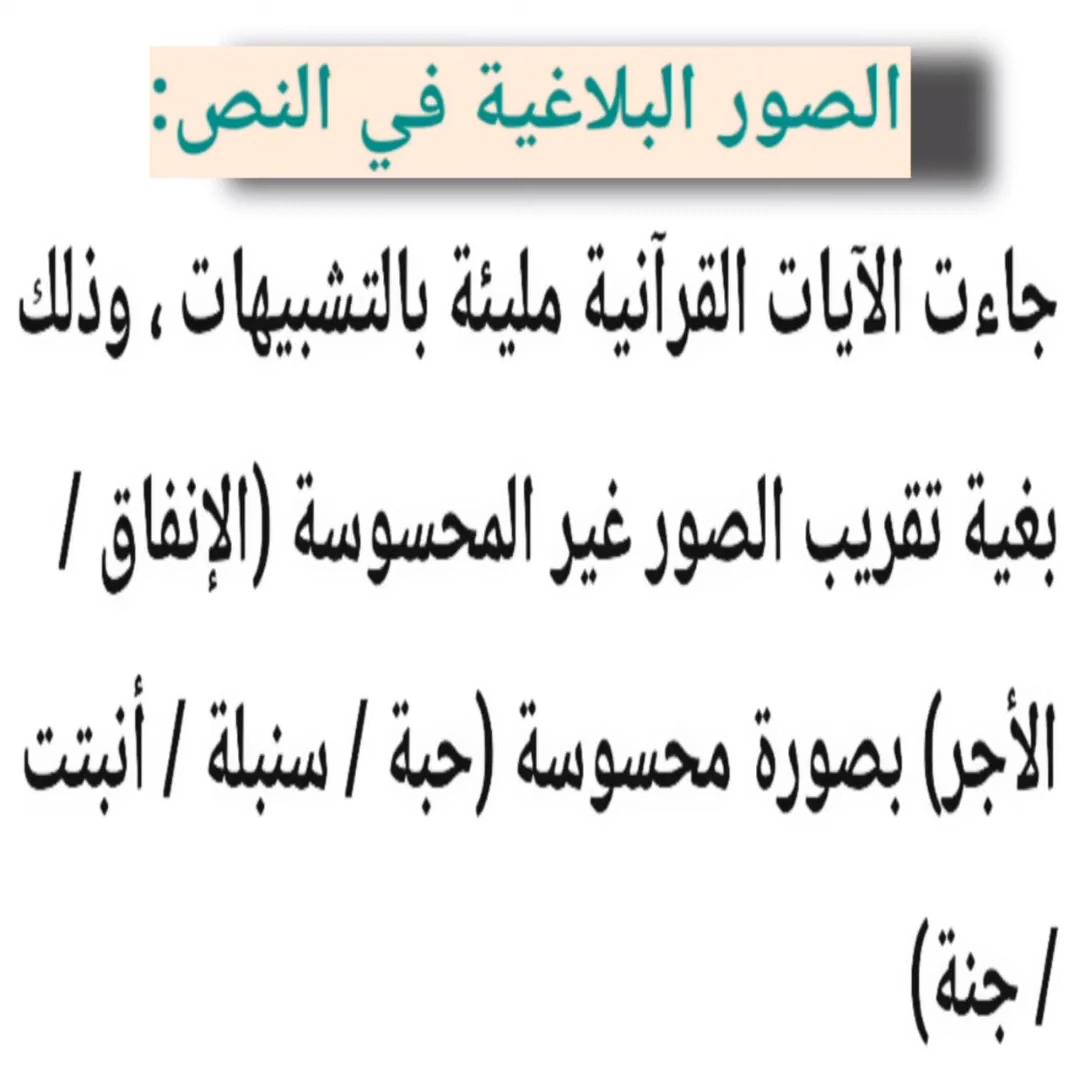 الصور البلاغية في النص:
جاءت الآيات القرآنية مليئة بالتشبيهات ، وذلك
بغية تقريب الصور غير المحسوسة (الإنفاق /
الأجر) بصورة محسوسة (حبة / سنبلة / أنبتت
/ جنة)